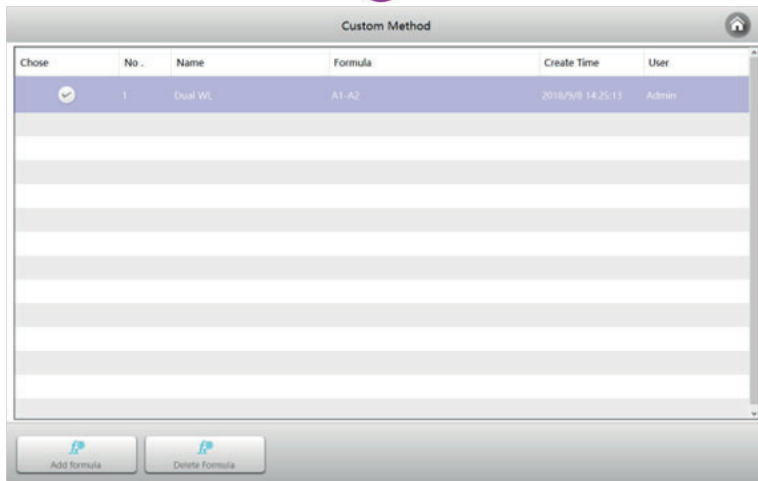 Custom Method
Chose No . Name Formula Create Time User
1 Dual WL A1-A2 2018/9/8 14:25:13 Admin
Add formula Delete Formula